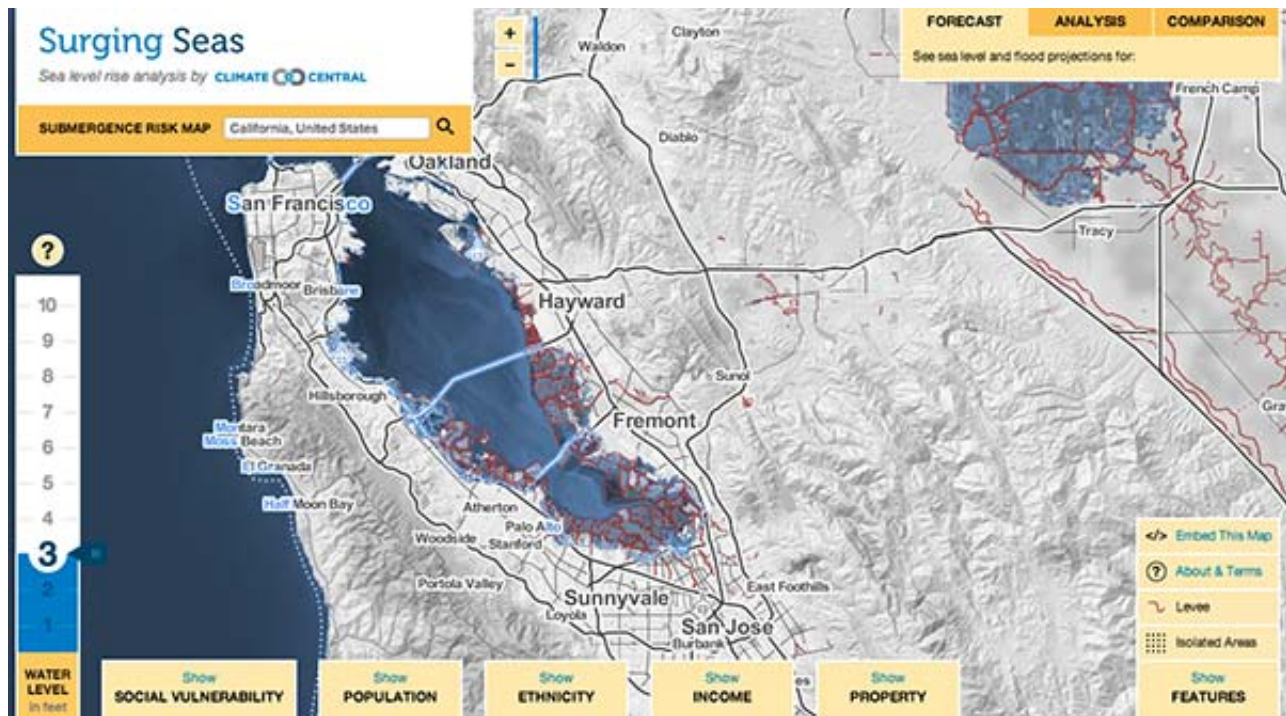 Surging Seas
Sea level rise analysis by CLIMATE CENTRAL
SUBMERGENCE RISK MAP
California, United States
+
−
FORECAST
ANALYSIS
COMPARISON
See sea level and flood projections for:
Waldon
Clayton
French Camp
Diablo
Oakland
San Francisco
Tracy
?
Broadmoor
Brisbane
Hayward
10
9
8
7
6
5
4
3
2
1
Sunol
Hillsborough
Fremont
Montara
Moss Beach
El Granada
Half Moon Bay
Atherton
Palo Alto
Woodside
Stanford
Portola Valley
East Foothills
Sunnyvale
Loyola
San Jose
Burbank
</> Embed This Map
? About & Terms
Levee
Isolated Areas
WATER
LEVEL
in feet
Show
SOCIAL VULNERABILITY
Show
POPULATION
Show
ETHNICITY
Show
INCOME
Show
PROPERTY
Show
FEATURES